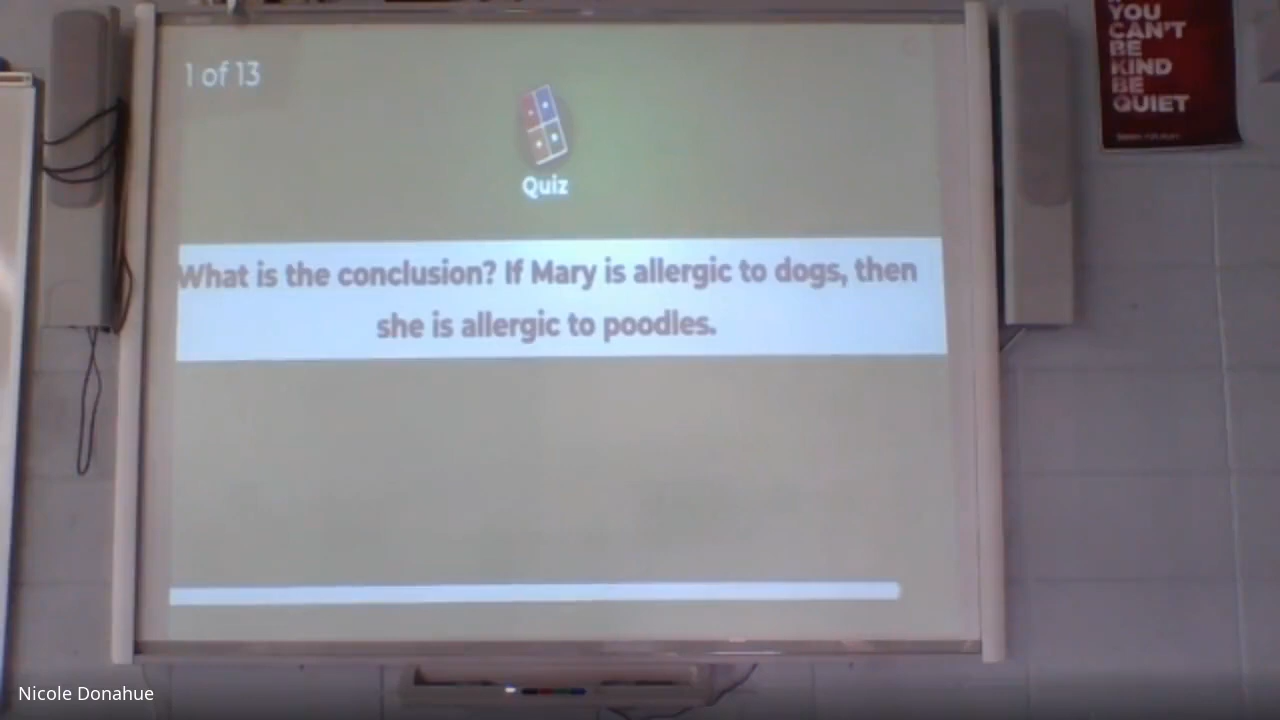 1 of 13
Quiz
What is the conclusion? If Mary is allergic to dogs, then
she is allergic to poodles.
YOU
CAN'T
BE
KIND
BE
QUIET
Nicole Donahue